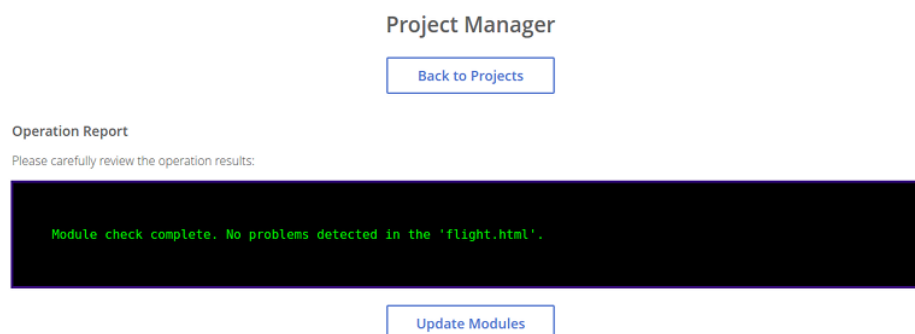 Project Manager
Back to Projects
Operation Report
Please carefully review the operation results:
Module check complete. No problems detected in the 'flight.html'.
Update Modules